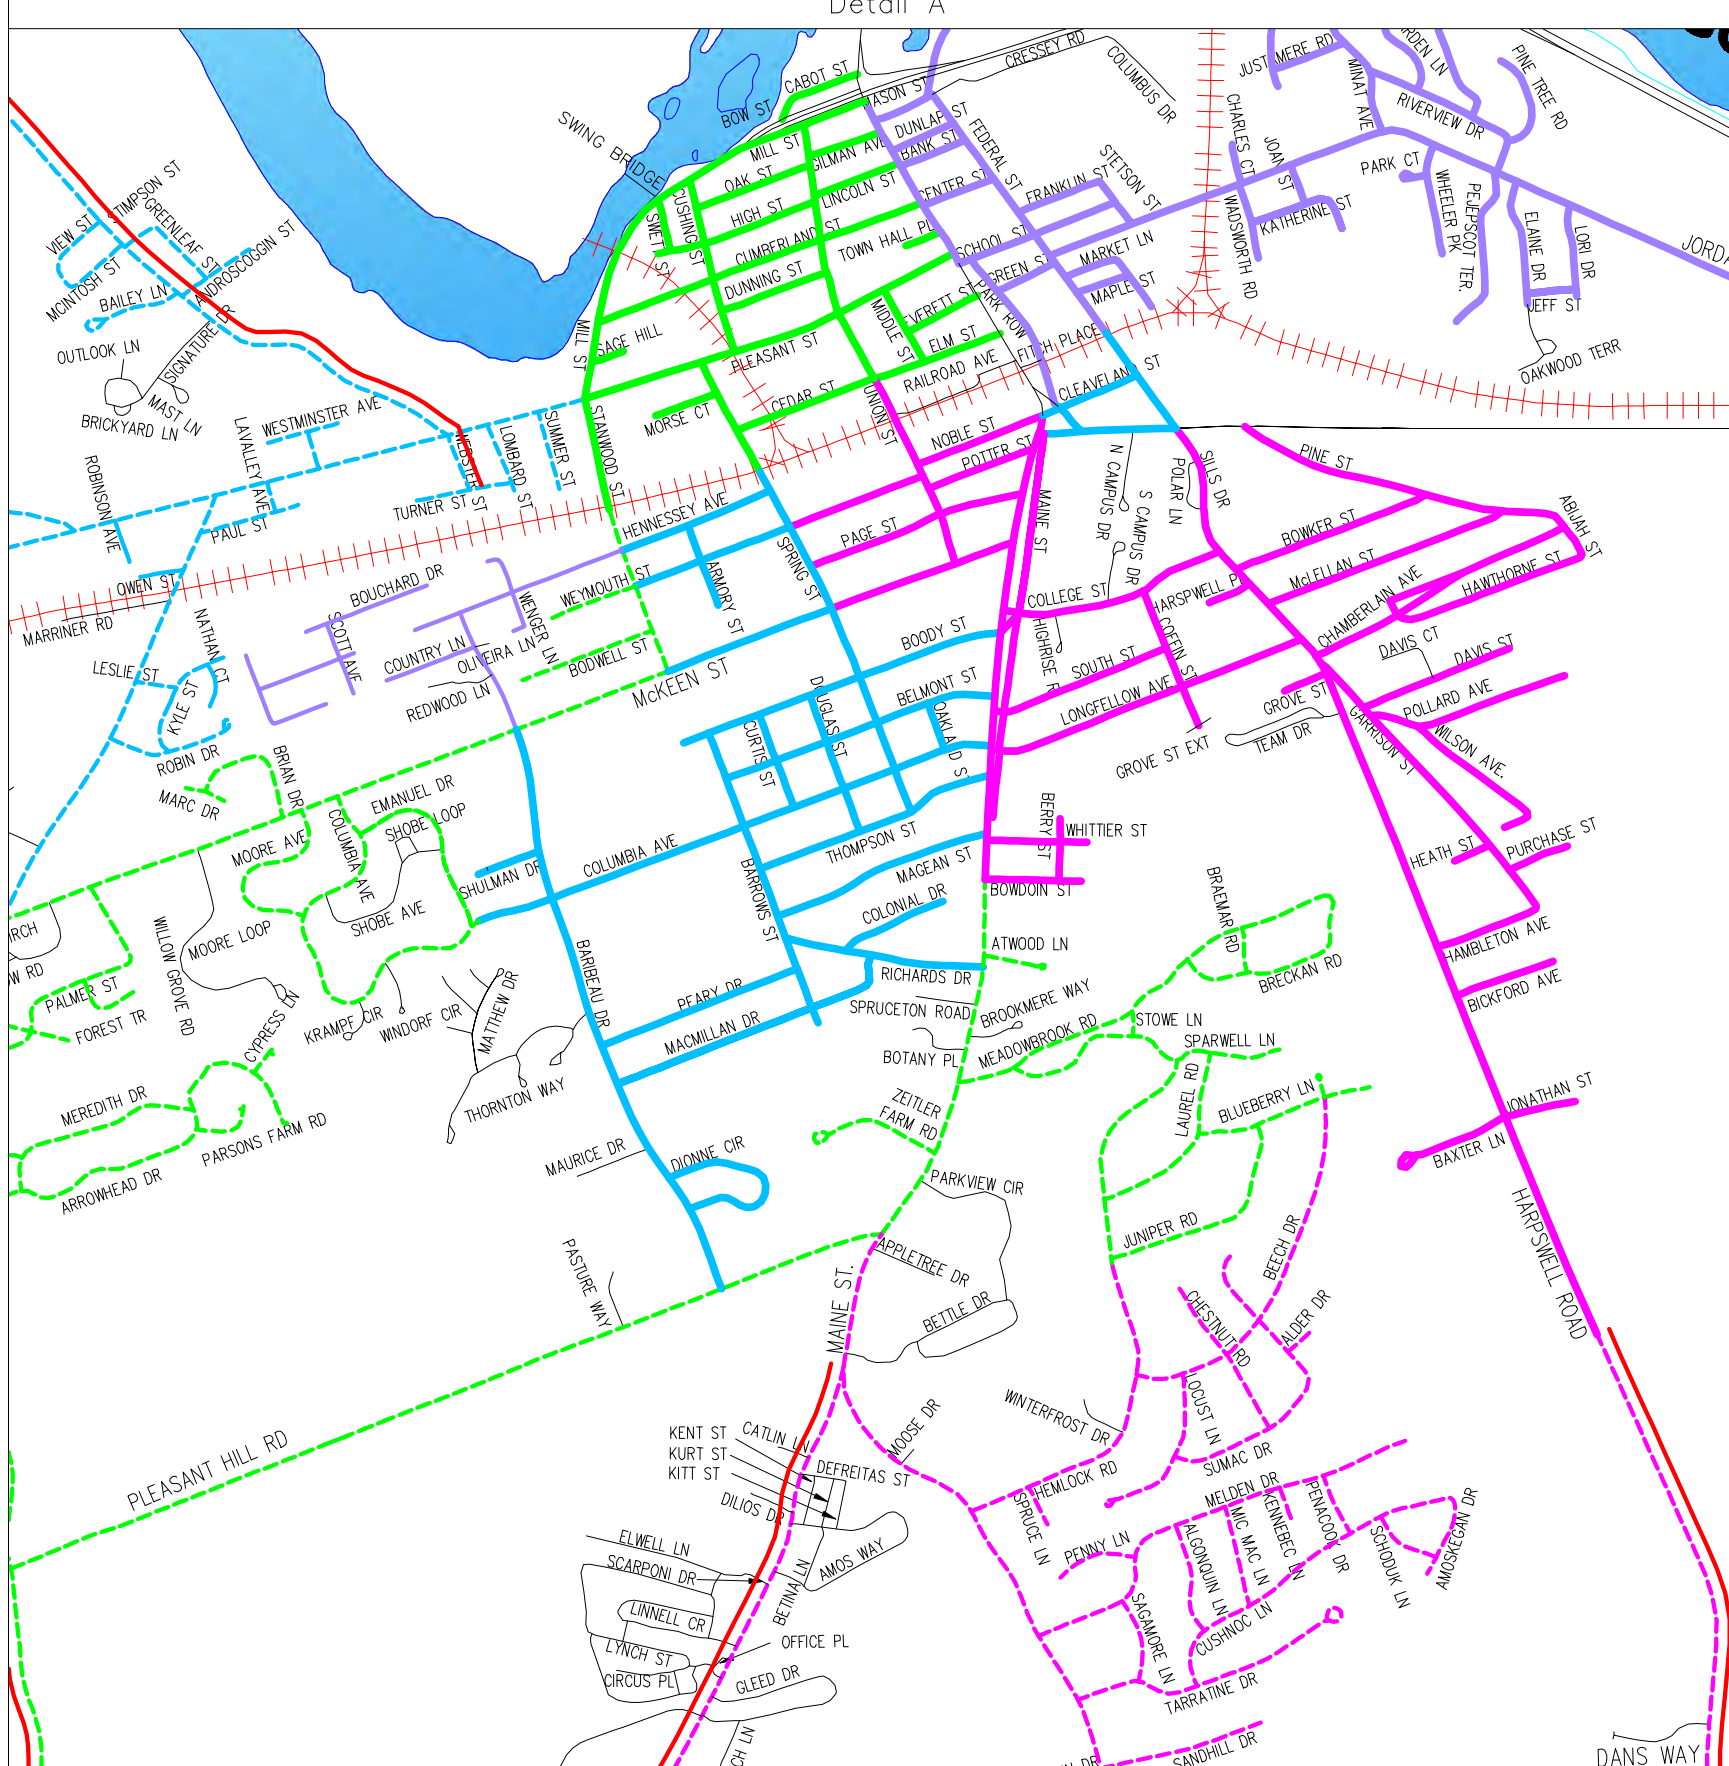 Detail A
CABOT ST
BOW ST
MASON ST
CRESSEY RD
COLUMBUS DR
JUSTAMERE RD
MINAT AVE
RIVERVIEW DR
PINE TREE RD
SWING BRIDGE
MILL ST
GILMAN AVE
DUNLAP ST
BANK ST
FEDERAL ST
STETSON ST
CHARLES CT
JOAN ST
PARK CT
WHEELER PK
PEJEPSCOT TER.
ELAINE DR
LORI DR
JEFF ST
OAKWOOD TERR
OAK ST
LINCOLN ST
CENTER ST
FRANKLIN ST
WADSWORTH RD
KATHERINE ST
SWETT ST
CUSHING ST
HIGH ST
CUMBERLAND ST
TOWN HALL PL
SCHOOL ST
GREEN ST
MARKET LN
MAPLE ST
DUNNING ST
MIDDLE ST
EVERETT ST
PARK ROW
ELM ST
FITCH PLACE
RAILROAD AVE
CLEAVELAND ST
VIEW ST
STIMPSON ST
GREENLEAF ST
ANDROSCOGGIN ST
MCINTOSH ST
BAILEY LN
SIGNATURE DR
OUTLOOK LN
MAST LN
BRICKYARD LN
MILL ST
SAGE HILL
PLEASANT ST
CEDAR ST
MORSE CT
UNION ST
NOBLE ST
POTTER ST
PAGE ST
WESTMINSTER AVE
LAVALLEY AVE
ROBINSON AVE
WEBSTER ST
LOMBARD ST
SUMMER ST
STANWOOD ST
TURNER ST
PAUL ST
OWEN ST
MARRINER RD
HENNESSEY AVE
SPRING ST
ARMORY ST
WEYMOUTH ST
BODWELL ST
BOUCHARD DR
SCOTT AVE
COUNTRY LN
WENGER LN
OLIVEIRA LN
REDWOOD LN
McKEEN ST
NATHAN CT
LESLIE ST
KYLE ST
ROBIN DR
MAINE ST
N CAMPUS DR
S CAMPUS DR
POLAR LN
SILLS DR
PINE ST
ABIJAH ST
BOWKER ST
McLELLAN ST
HAWTHORNE ST
CHAMBERLAIN AVE
COLLEGE ST
COFFIN ST
DAVIS CT
DAVIS ST
POLLARD AVE
WILSON AVE.
GARRISON ST
GROVE ST
TEAM DR
GROVE ST EXT
SOUTH ST
LONGFELLOW AVE
BOODY ST
BELMONT ST
OAKLAND ST
DOUGLAS ST
CURTIS ST
MARC DR
BRIAN DR
MOORE AVE
COLUMBIA AVE
EMANUEL DR
SHOBE LOOP
SHOBE AVE
SHULMAN DR
COLUMBIA AVE
BARROWS ST
THOMPSON ST
MAGEAN ST
COLONIAL DR
RICHARDS DR
BERRY ST
WHITTIER ST
BOWDOIN ST
HEATH ST
PURCHASE ST
HAMBLETON AVE
BICKFORD AVE
WILLOW GROVE RD
MOORE LOOP
PALMER ST
FOREST TR
CYPRESS LN
KRAMPF CIR
WINDORF CIR
MATTHEW DR
BARIBEAU DR
PEARY DR
MACMILLAN DR
THORNTON WAY
ATWOOD LN
SPRUCETON ROAD
BROOKMERE WAY
BOTANY PL
MEADOWBROOK RD
STOWE LN
SPARWELL LN
BRAEMAR RD
BRECKAN RD
MEREDITH DR
PARSONS FARM RD
ARROWHEAD DR
MAURICE DR
DIONNE CIR
ZEITLER
FARM RD
LAUREL RD
BLUEBERRY LN
JONATHAN ST
BAXTER LN
PARKVIEW CIR
JUNIPER RD
BEECH DR
HARPSWELL ROAD
PASTURE WAY
APPLETREE DR
BETTLE DR
MAINE ST.
CHESTNUT RD
ALDER DR
LOCUST LN
SUMAC DR
WINTERFROST DR
MOOSE DR
HEMLOCK RD
SPRUCE LN
PLEASANT HILL RD
KENT ST
KURT ST
KITT ST
CATLIN LN
DEFREITAS ST
ELWELL LN
SCARPONI DR
BETINA LN
AMOS WAY
LINNELL CR
LYNCH ST
CIRCUS PL
OFFICE PL
GLEED DR
MELDEN DR
PENNY LN
ALGONQUIN LN
MIC MAC LN
KENNEBEC LN
PENACOOK DR
SCHODUK LN
AMOSKEGAN DR
SAGAMORE LN
CUSHNOC LN
TARRATINE DR
SANDHILL DR
DANS WAY